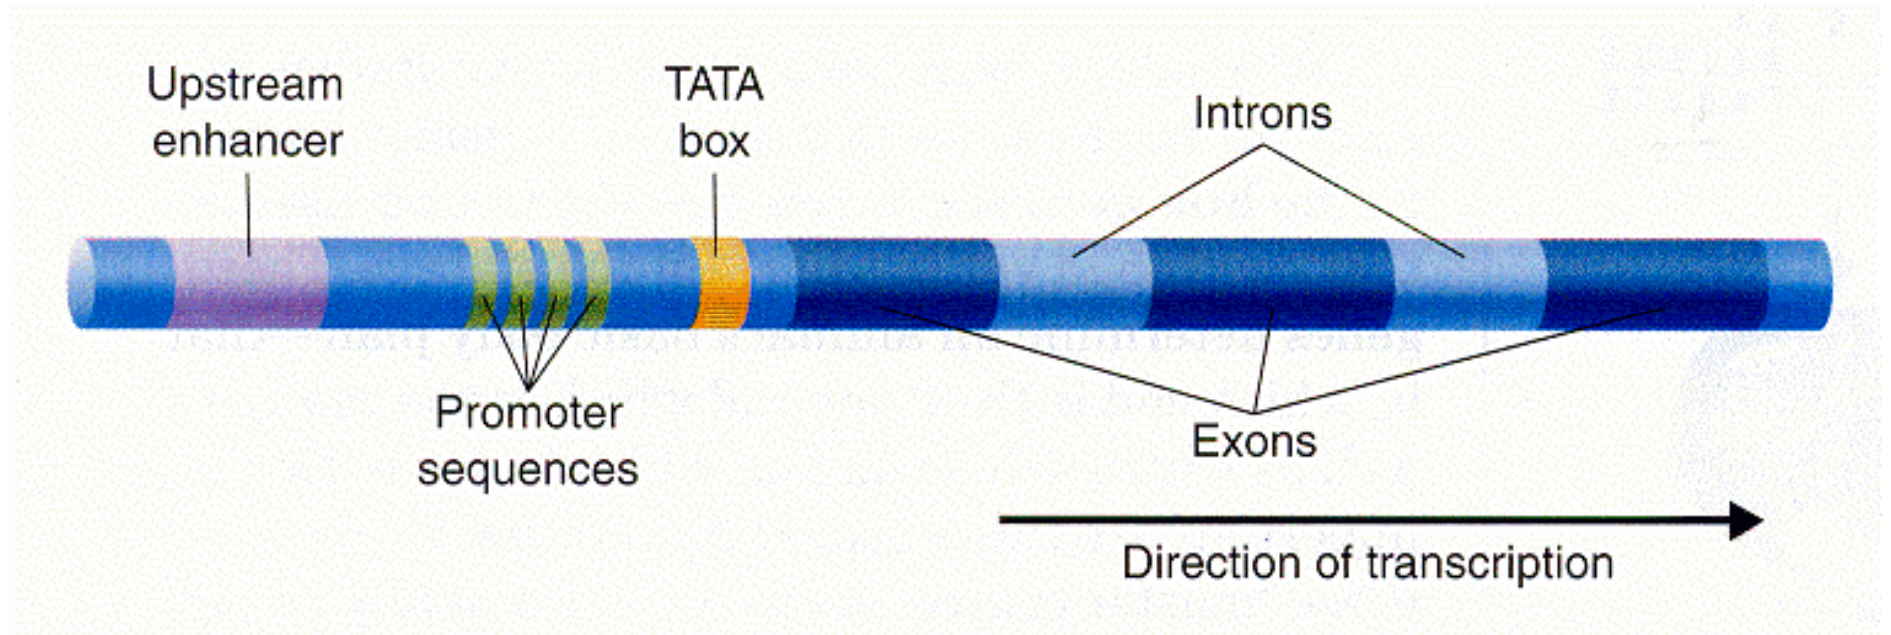 Upstream
enhancer
TATA
box
Introns
Promoter
sequences
Exons
Direction of transcription